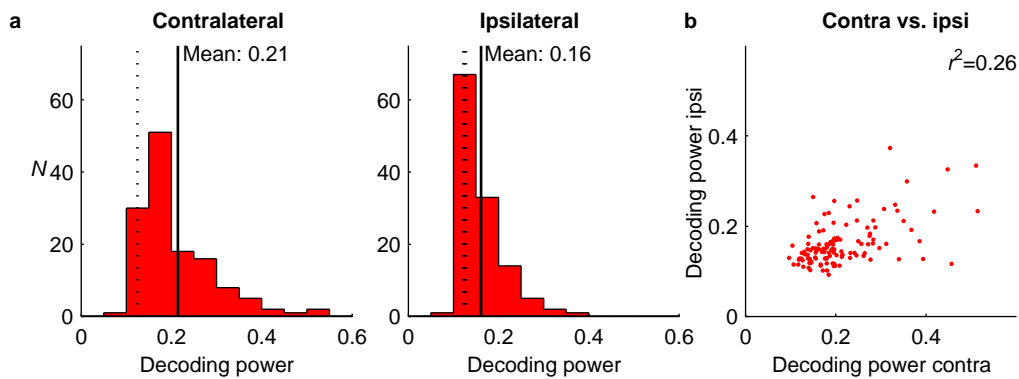 a
Contralateral
Mean: 0.21
N
60
40
20
0
0
0.2
0.4
0.6
Decoding power
Ipsilateral
Mean: 0.16
60
40
20
0
0
0.2
0.4
0.6
Decoding power
b
Contra vs. ipsi
r²=0.26
Decoding power ipsi
0.4
0.2
0
0
0.2
0.4
Decoding power contra